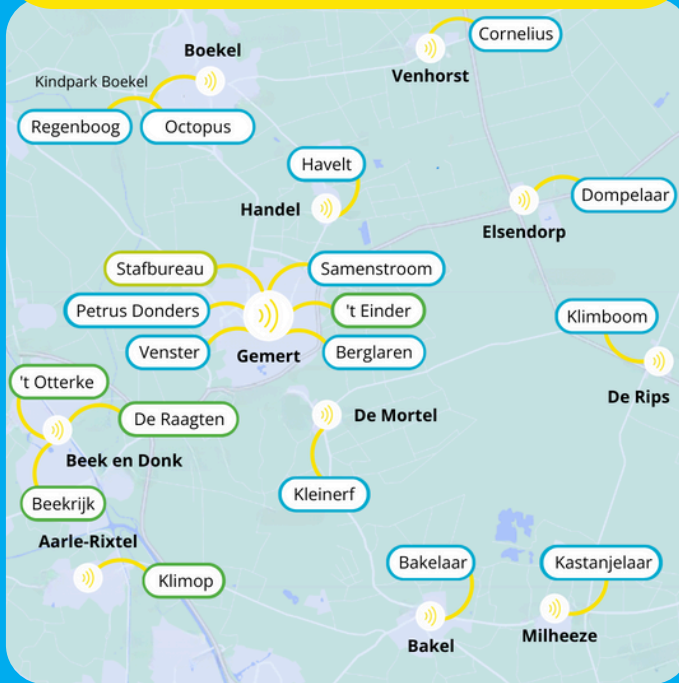 Cornelius
Boekel
Venhorst
Kindpark Boekel
Regenboog
Octopus
Havelt
Dompelaar
Handel
Elsendorp
Stafbureau
Samenstroom
Petrus Donders
't Einder
Klimboom
Venster
Gemert
Berglaren
't Otterke
De Rips
De Raagten
De Mortel
Beek en Donk
Kleinerf
Beekrijk
Aarle-Rixtel
Bakelaar
Kastanjelaar
Klimop
Milheeze
Bakel